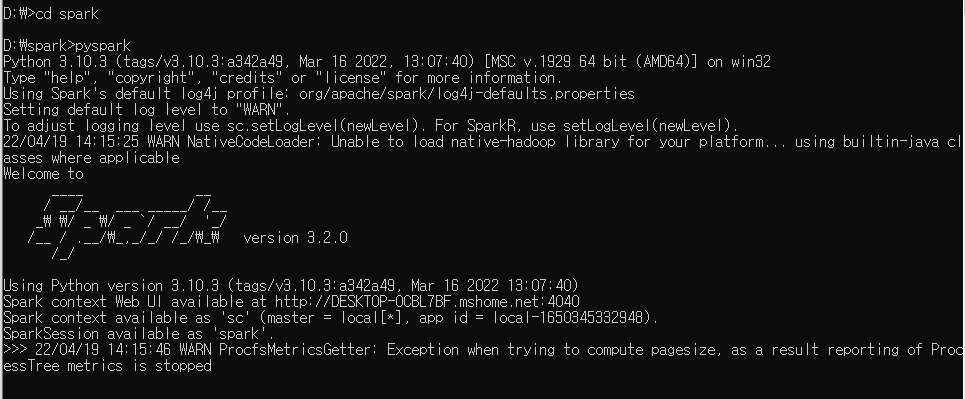 D:₩>cd spark
D:₩spark>pyspark
Python 3.10.3 (tags/v3.10.3:a342a49, Mar 16 2022, 13:07:40) [MSC v.1929 64 bit (AMD64)] on win32
Type "help", "copyright", "credits" or "license" for more information.
Using Spark's default log4j profile: org/apache/spark/log4j-defaults.properties
Setting default log level to "WARN".
To adjust logging level use sc.setLogLevel(newLevel). For SparkR, use setLogLevel(newLevel).
22/04/19 14:15:25 WARN NativeCodeLoader: Unable to load native-hadoop library for your platform... using builtin-java cl
asses where applicable
Welcome to
      ____              __
     / __/__  ___ _____/ /__
    _₩ ₩/ _ ₩/ _ `/ __/  '_/
   /__ / .__/₩_,_/_/ /_/₩_₩   version 3.2.0
      /_/
Using Python version 3.10.3 (tags/v3.10.3:a342a49, Mar 16 2022 13:07:40)
Spark context Web UI available at http://DESKTOP-OCBL7BF.mshome.net:4040
Spark context available as 'sc' (master = local[*], app id = local-1650345332948).
SparkSession available as 'spark'.
>>> 22/04/19 14:15:46 WARN ProcfsMetricsGetter: Exception when trying to compute pagesize, as a result reporting of Proc
essTree metrics is stopped